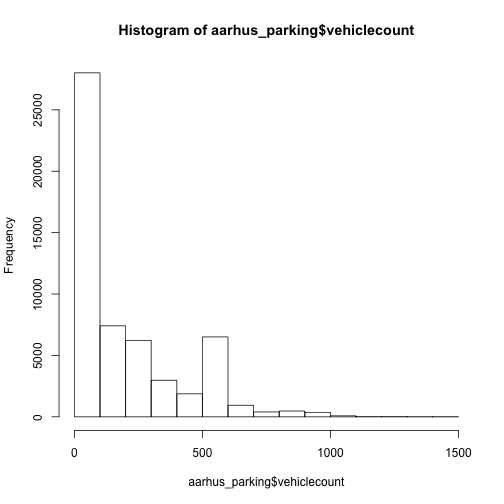 Histogram of aarhus_parking$vehiclecount
Frequency
25000
20000
15000
10000
5000
0
0 500 1000 1500
aarhus_parking$vehiclecount